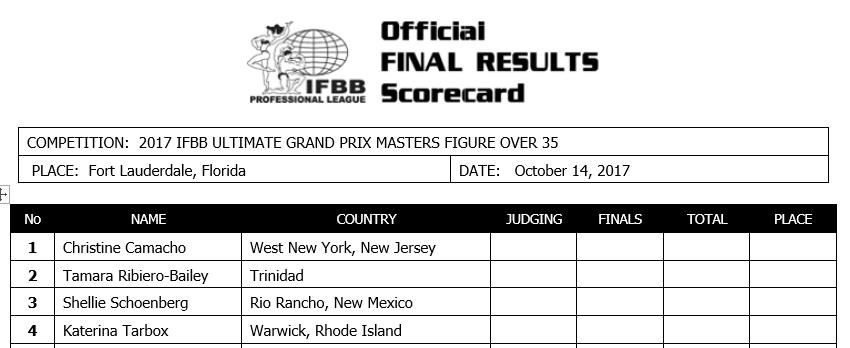 Official
FINAL RESULTS
Scorecard
IFBB
PROFESSIONAL LEAGUE
COMPETITION: 2017 IFBB ULTIMATE GRAND PRIX MASTERS FIGURE OVER 35
PLACE: Fort Lauderdale, Florida DATE: October 14, 2017
No NAME COUNTRY JUDGING FINALS TOTAL PLACE
1 Christine Camacho West New York, New Jersey
2 Tamara Ribiero-Bailey Trinidad
3 Shellie Schoenberg Rio Rancho, New Mexico
4 Katerina Tarbox Warwick, Rhode Island